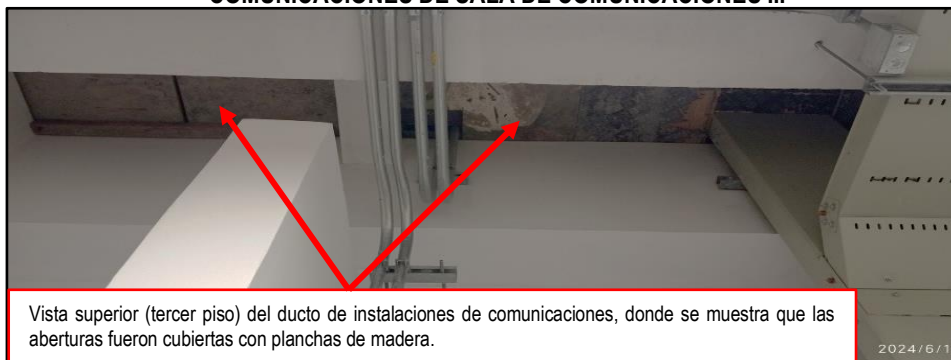 COMUNICACIONES DE SALA DE COMUNICACIONES III
Vista superior (tercer piso) del ducto de instalaciones de comunicaciones, donde se muestra que las
aberturas fueron cubiertas con planchas de madera.
2024/6/1